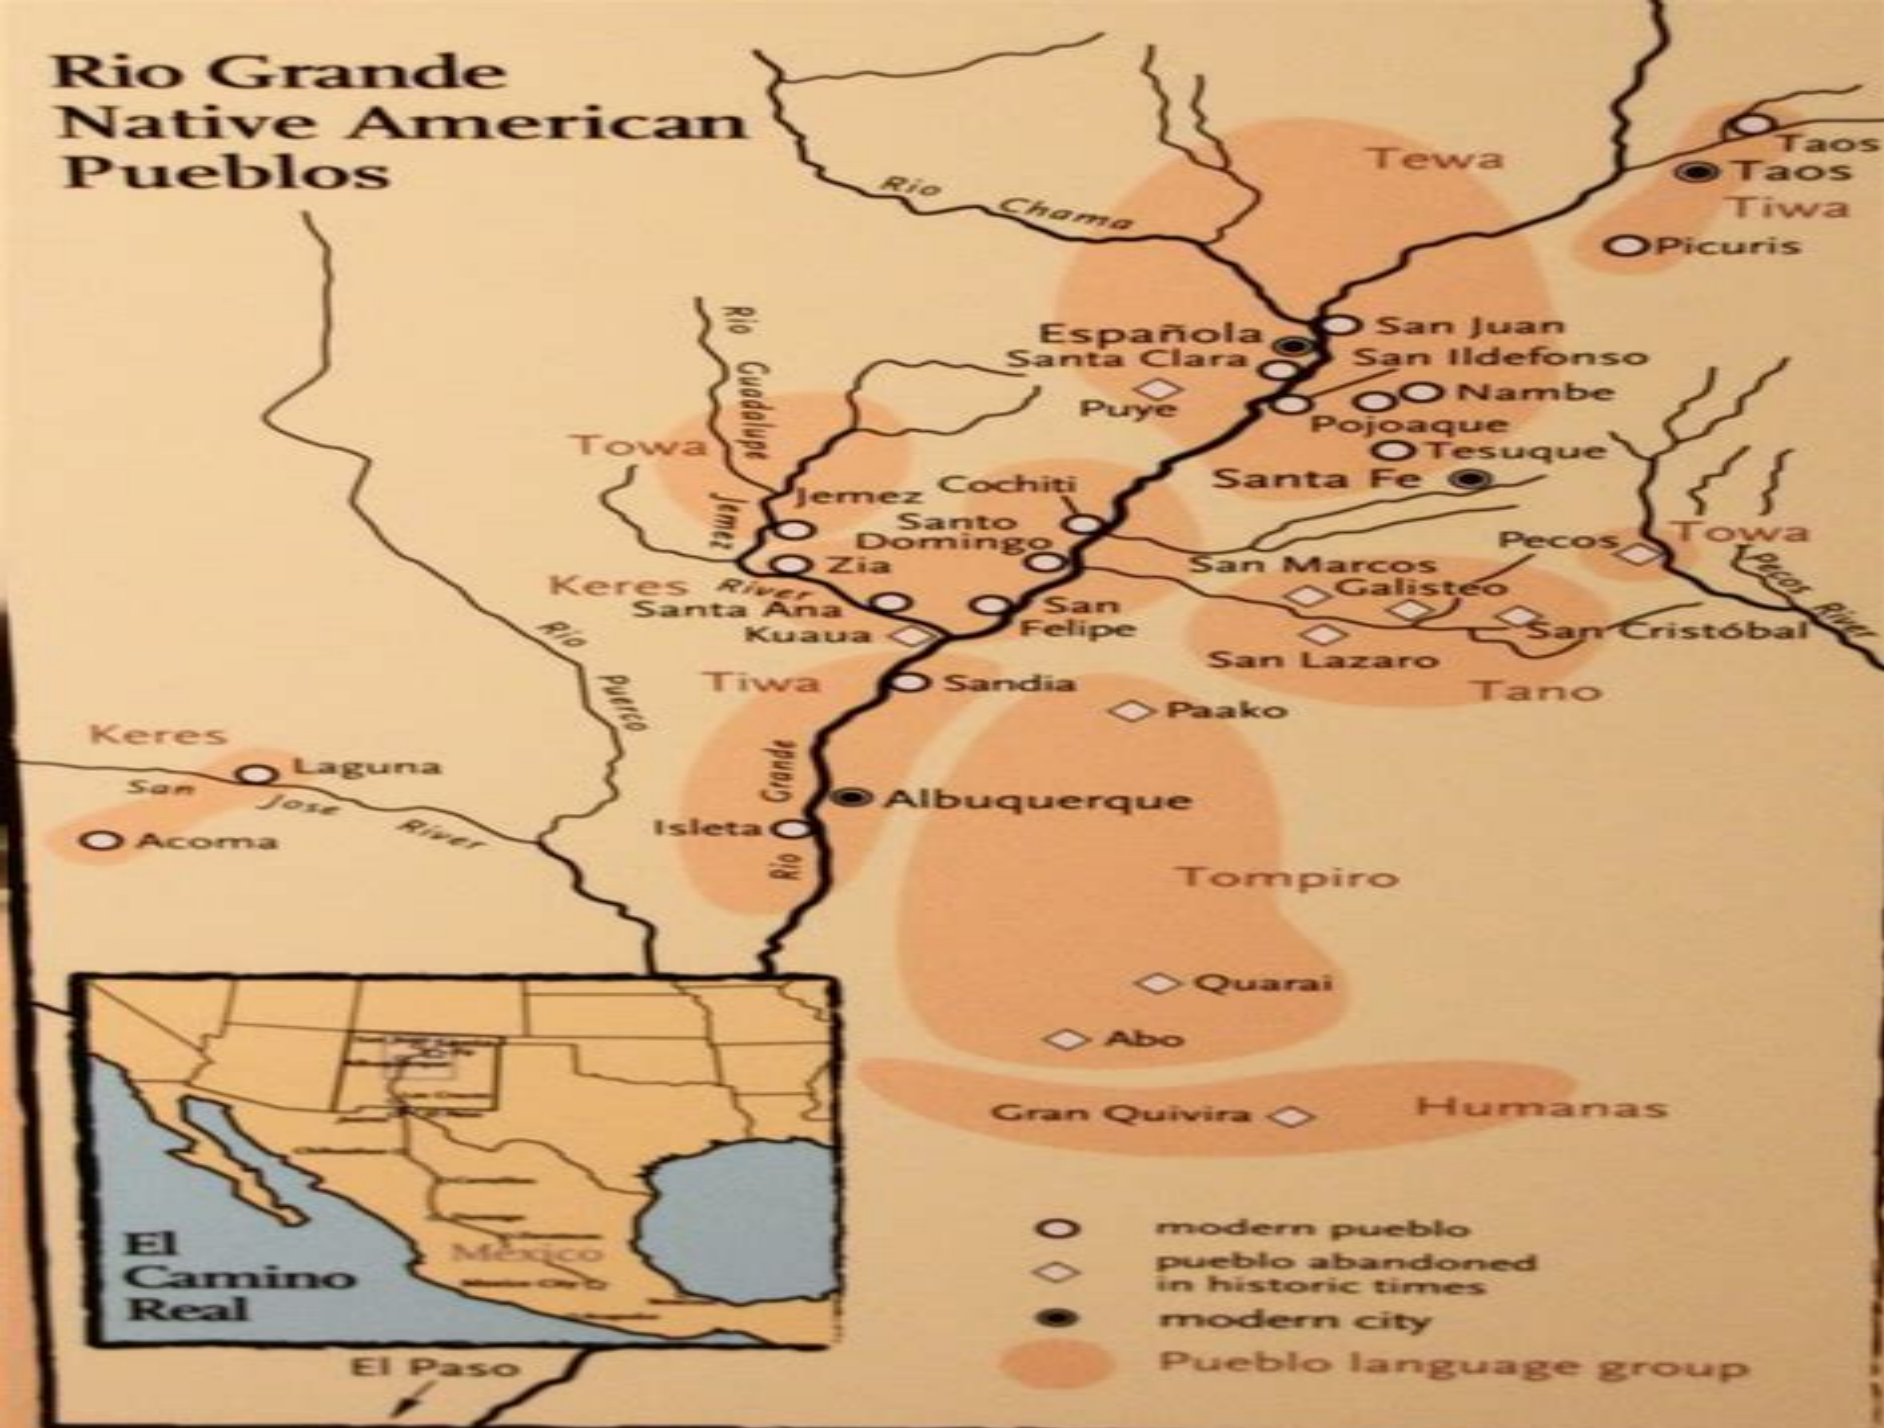 Rio Grande
Native American
Pueblos
Rio Chama
Tewa
Taos
Taos
Tiwa
Picuris
Rio Guadalupe
Española
San Juan
Santa Clara
San Ildefonso
Puye
Nambe
Pojoaque
Towa
Tesuque
Santa Fe
Jemez
Cochiti
Jemez River
Santo
Domingo
Pecos
Towa
Zia
San Marcos
Pecos River
Keres
Galisteo
Santa Ana
San
Felipe
Kuaua
San Cristóbal
San Lazaro
Rio Puerco
Tiwa
Sandia
Tano
Paako
Keres
Laguna
San Jose River
Rio Grande
Albuquerque
Isleta
Acoma
Tompiro
Quarai
Abo
Gran Quivira
Humanas
El
Camino
Real
México
Mexico City
modern pueblo
pueblo abandoned
in historic times
modern city
Pueblo language group
El Paso